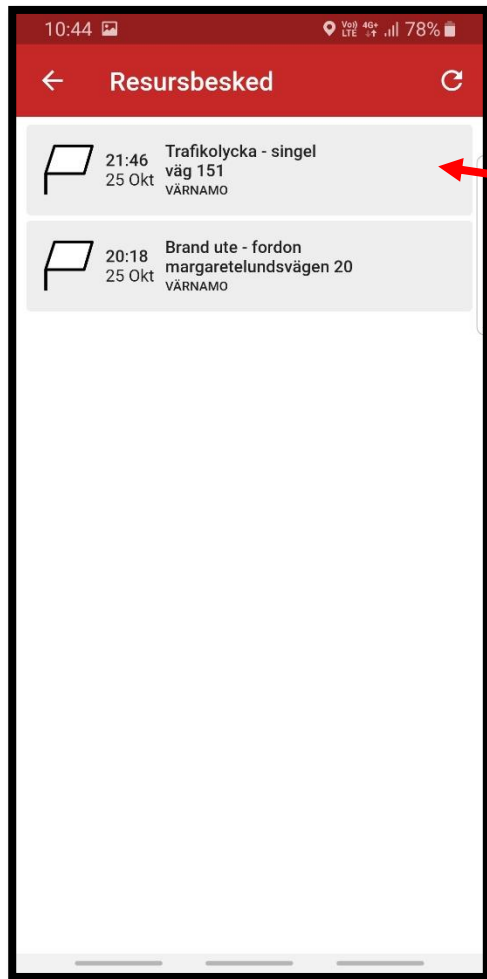 10:44 Vo)) LTE 4G+ 78%
Resursbesked
21:46 Trafikolycka - singel
25 Okt väg 151
VÄRNAMO
20:18 Brand ute - fordon
25 Okt margaretelundsvägen 20
VÄRNAMO